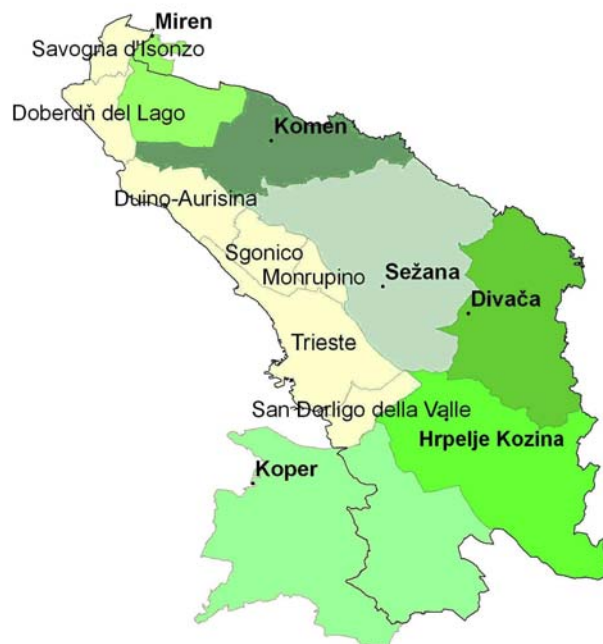 Miren
Savogna d'Isonzo
Doberdň del Lago
Komen
Duino-Aurisina
Sgonico
Monrupino
Sežana
Divača
Trieste
San Dorligo della Valle
Hrpelje Kozina
Koper